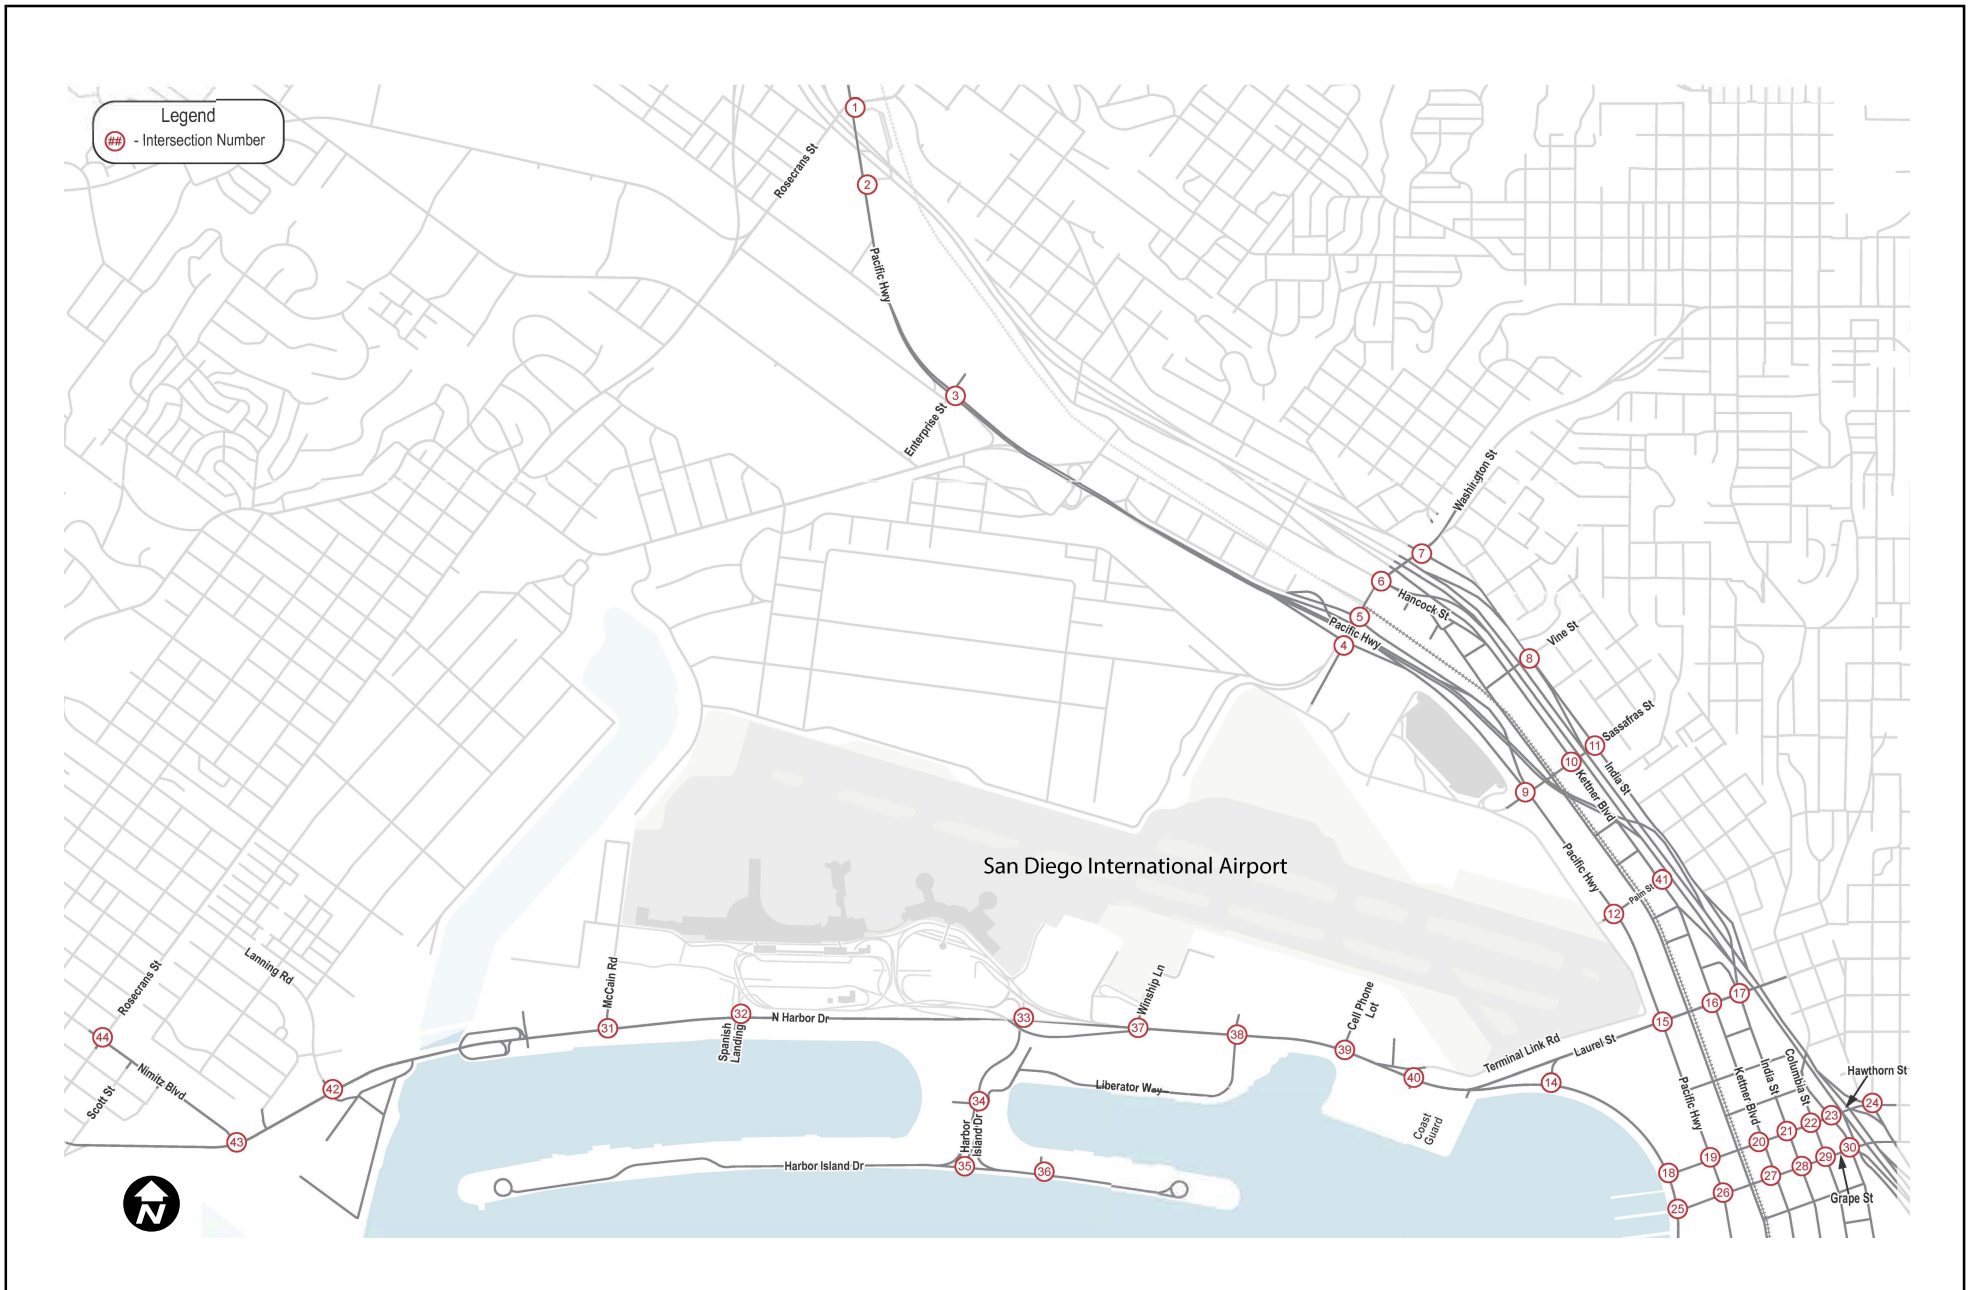 Legend
## - Intersection Number
1
Rosecrans St
2
Pacific Hwy
3
Enterprise St
Washington St
7
6
Hancock St
5
Pacific Hwy
4
Vine St
8
Sassafras St
11
10
India St
Kettner Blvd
9
San Diego International Airport
Pacific Hwy
41
Palm St
12
Lanning Rd
Rosecrans St
McCain Rd
Winship Ln
Cell Phone
Lot
17
16
15
44
31
32
N Harbor Dr
Spanish
Landing
33
37
38
39
40
Terminal Link Rd
Laurel St
14
Nimitz Blvd
Scott St
42
43
Liberator Way
34
Harbor
Island Dr
Coast
Guard
Pacific Hwy
Kettner Blvd
India St
Columbia St
Hawthorn St
24
23
22
21
20
19
18
30
29
28
27
26
25
Grape St
Harbor Island Dr
35
36
N